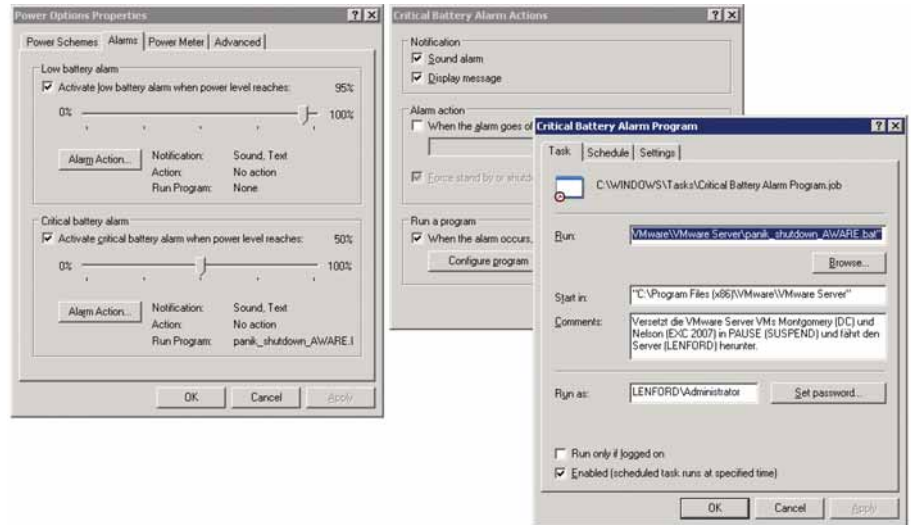 Power Options Properties
Power Schemes Alarms Power Meter Advanced
Low battery alarm
Activate low battery alarm when power level reaches: 95%
0% 100%
Alarm Action... Notification: Sound, Text
Action: No action
Run Program: None
Critical battery alarm
Activate critical battery alarm when power level reaches: 50%
0% 100%
Alarm Action... Notification: Sound, Text
Action: No action
Run Program: panik_shutdown_AWARE.l
OK Cancel Apply
Critical Battery Alarm Actions
Notification
Sound alarm
Display message
Alarm action
When the alarm goes of
Force stand by or shutd
Run a program
When the alarm occurs,
Configure program
Critical Battery Alarm Program
Task Schedule Settings
C:\WINDOWS\Tasks\Critical Battery Alarm Program.job
Run: VMware\VMware Server\panik_shutdown_AWARE.bat"
Browse...
Start in: "C:\Program Files (x86)\VMware\VMware Server"
Comments: Versetzt die VMware Server VMs Montgomery (DC) und
Nelson (EXC 2007) in PAUSE (SUSPEND) und fährt den
Server (LENFORD) herunter.
Run as: LENFORD\Administrator Set password...
Run only if logged on
Enabled (scheduled task runs at specified time)
OK Cancel Apply